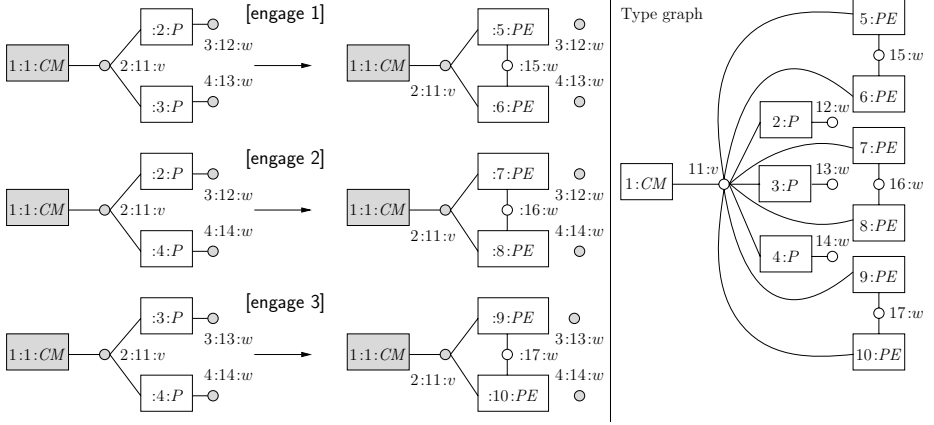 [engage 1]
:2:P
3:12:w
1:1:CM
2:11:v
4:13:w
:3:P
:5:PE
3:12:w
1:1:CM
:15:w
4:13:w
2:11:v
:6:PE
[engage 2]
:2:P
3:12:w
1:1:CM
2:11:v
4:14:w
:4:P
:7:PE
3:12:w
1:1:CM
:16:w
4:14:w
2:11:v
:8:PE
[engage 3]
:3:P
3:13:w
1:1:CM
2:11:v
4:14:w
:4:P
:9:PE
3:13:w
1:1:CM
:17:w
4:14:w
2:11:v
:10:PE
Type graph
5:PE
15:w
6:PE
12:w
2:P
7:PE
11:v
13:w
1:CM
3:P
16:w
8:PE
14:w
4:P
9:PE
17:w
10:PE